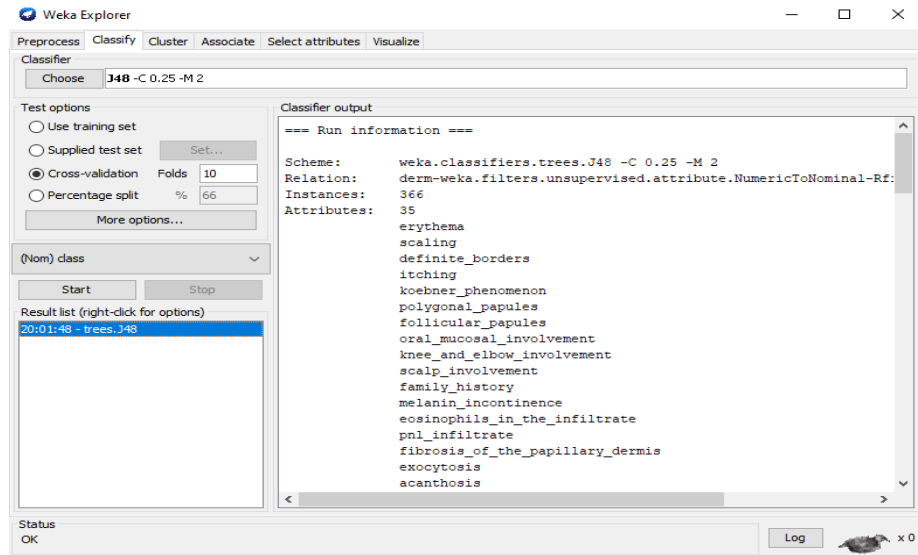 Weka Explorer
Preprocess Classify Cluster Associate Select attributes Visualize
Classifier
Choose J48 -C 0.25 -M 2
Test options
Use training set
Supplied test set Set...
Cross-validation Folds 10
Percentage split % 66
More options...
(Nom) class
Start Stop
Result list (right-click for options)
20:01:48 - trees.J48
Classifier output
=== Run information ===
Scheme: weka.classifiers.trees.J48 -C 0.25 -M 2
Relation: derm-weka.filters.unsupervised.attribute.NumericToNominal-Rfi
Instances: 366
Attributes: 35
erythema
scaling
definite_borders
itching
koebner_phenomenon
polygonal_papules
follicular_papules
oral_mucosal_involvement
knee_and_elbow_involvement
scalp_involvement
family_history
melanin_incontinence
eosinophils_in_the_infiltrate
pnl_infiltrate
fibrosis_of_the_papillary_dermis
exocytosis
acanthosis
Status
OK
Log x 0